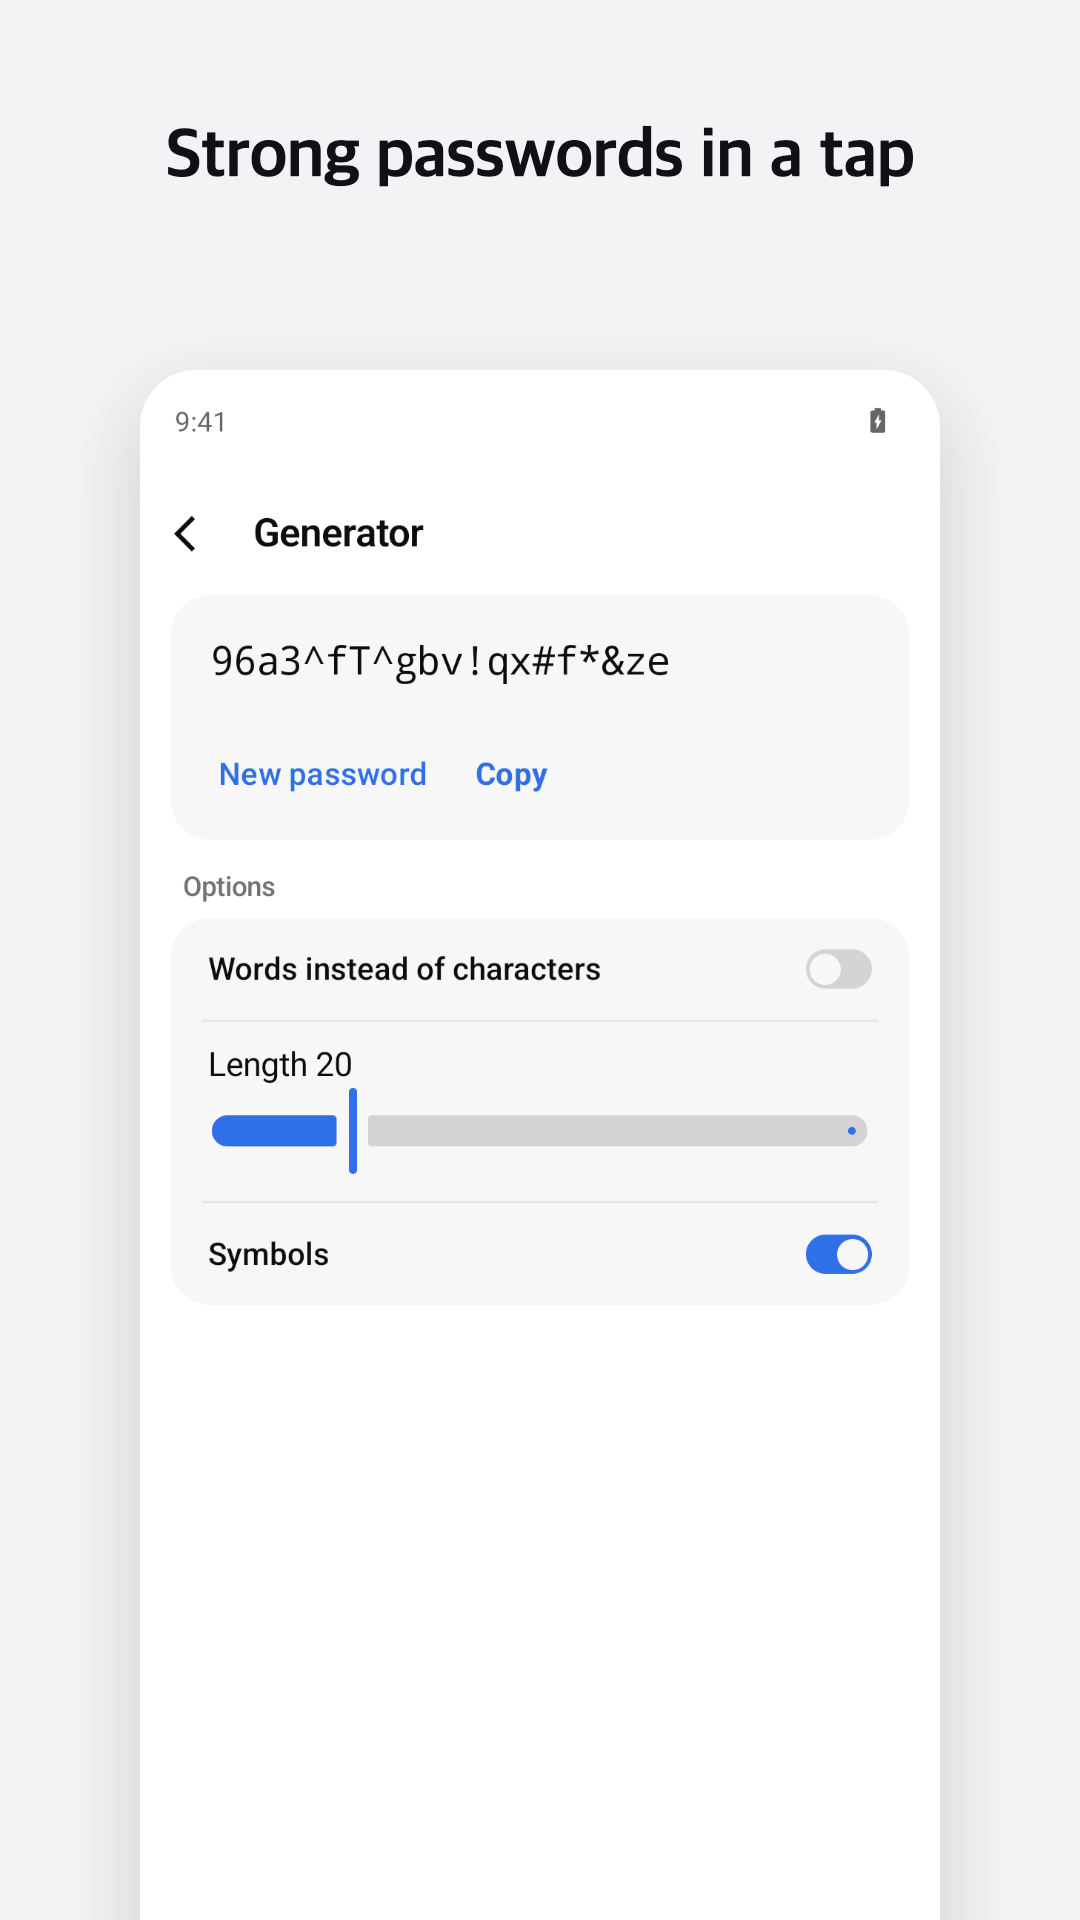 Strong passwords in a tap
9:41
Generator
96a3^fT^gbv!qx#f*&ze
New password Copy
Options
Words instead of characters
Length 20
Symbols